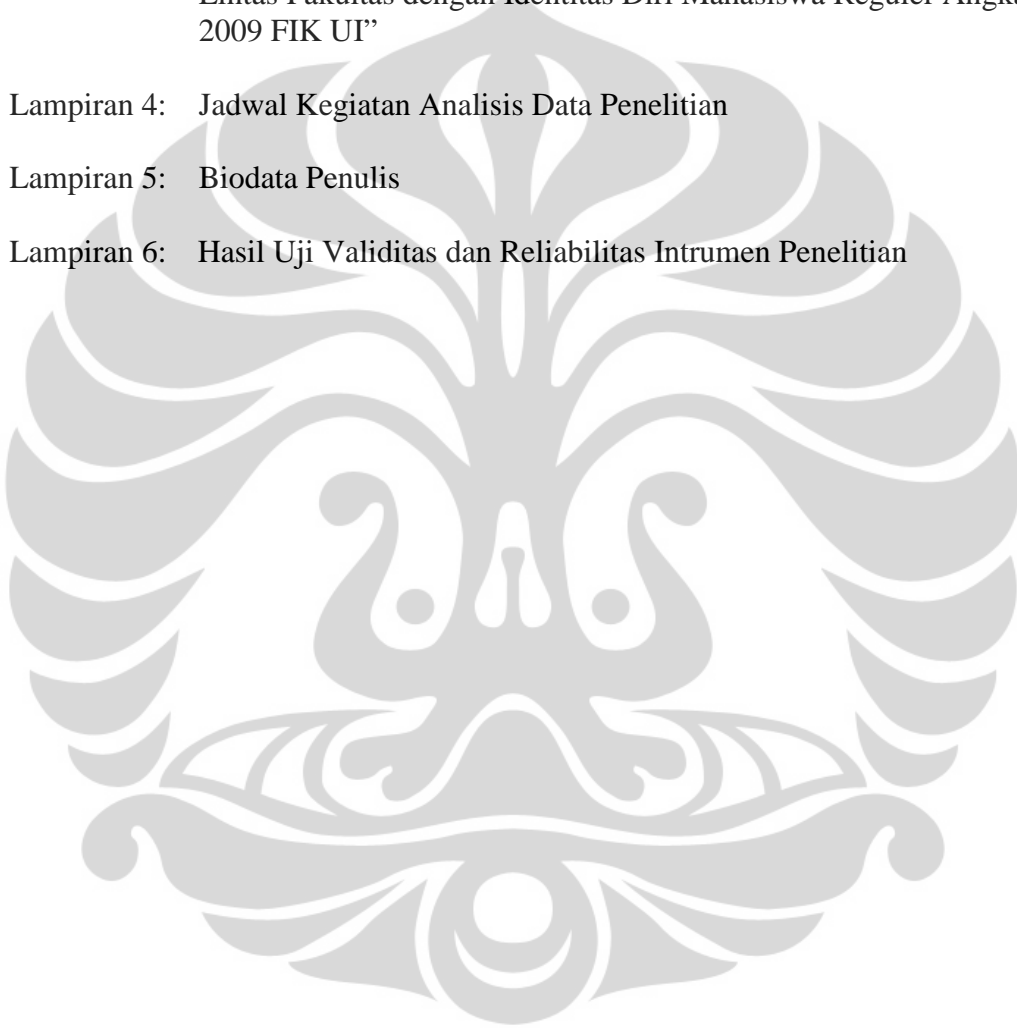 Fakultas dengan Identitas Diri Mahasiswa Reguler
2009 FIK UI”
Lampiran 4: Jadwal Kegiatan Analisis Data Penelitian
Lampiran 5: Biodata Penulis
Lampiran 6: Hasil Uji Validitas dan Reliabilitas Intrumen Penelitian